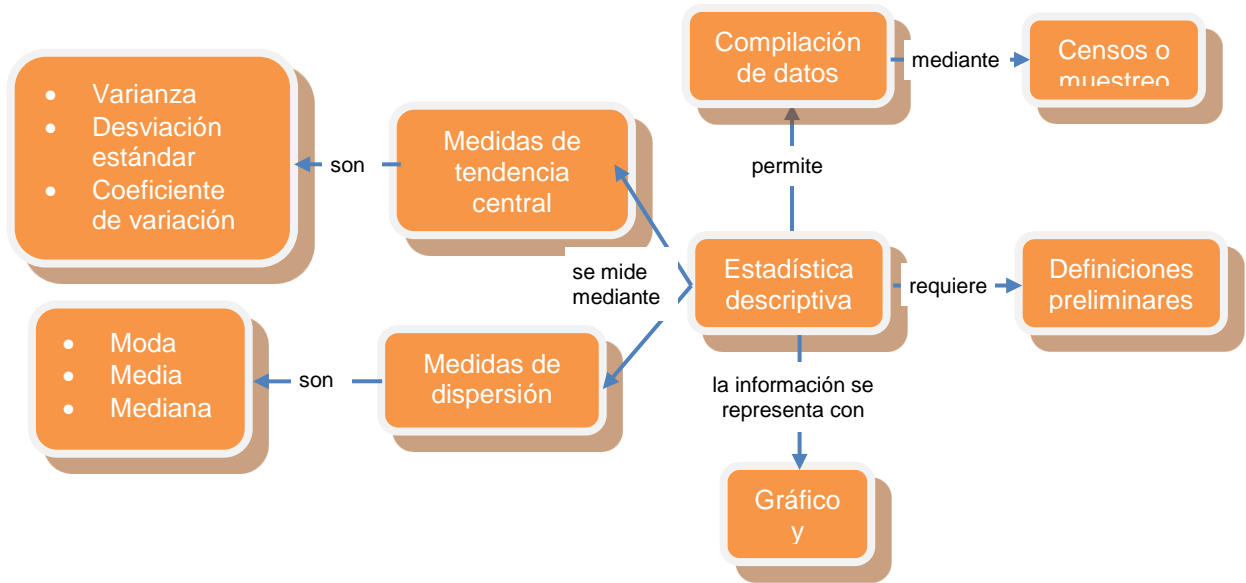 Compilación
de datos
mediante
Censos o
muestreo
• Varianza
• Desviación
estándar
• Coeficiente
de variación
son
Medidas de
tendencia
central
permite
se mide
mediante
Estadística
descriptiva
requiere
Definiciones
preliminares
• Moda
• Media
• Mediana
son
Medidas de
dispersión
la información se
representa con
Gráfico
y